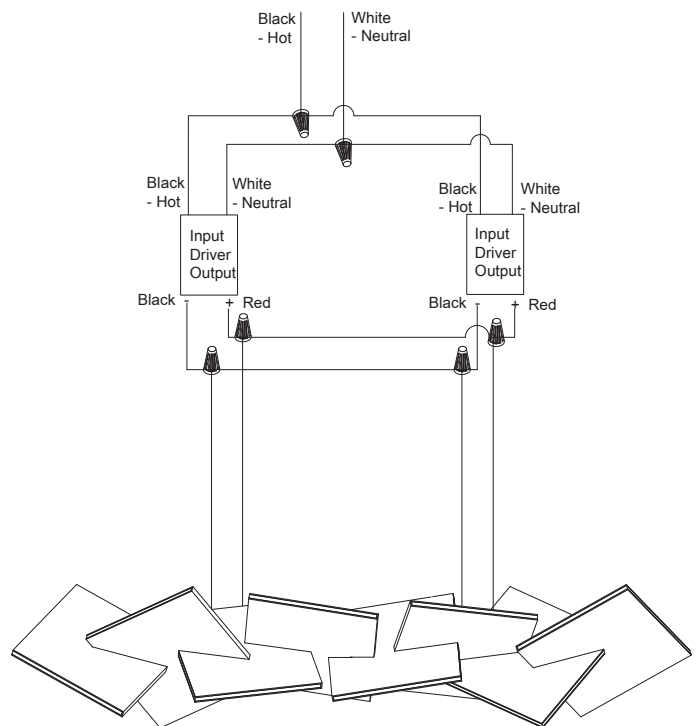 Black
- Hot
White
- Neutral
Black
- Hot
White
- Neutral
Black
- Hot
White
- Neutral
Input
Driver
Output
Input
Driver
Output
Black - + Red
Black - + Red